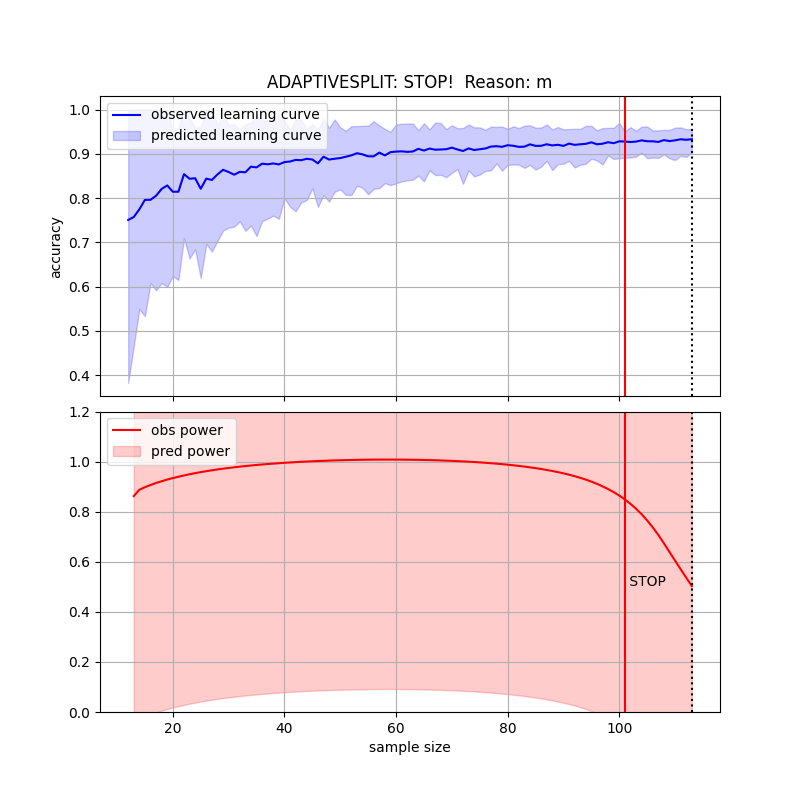 ADAPTIVESPLIT: STOP!  Reason: m
1.0
0.9
0.8
0.7
0.6
0.5
0.4
accuracy
observed learning curve
predicted learning curve
1.2
1.0
0.8
0.6
0.4
0.2
0.0
obs power
pred power
STOP
20 40 60 80 100
sample size